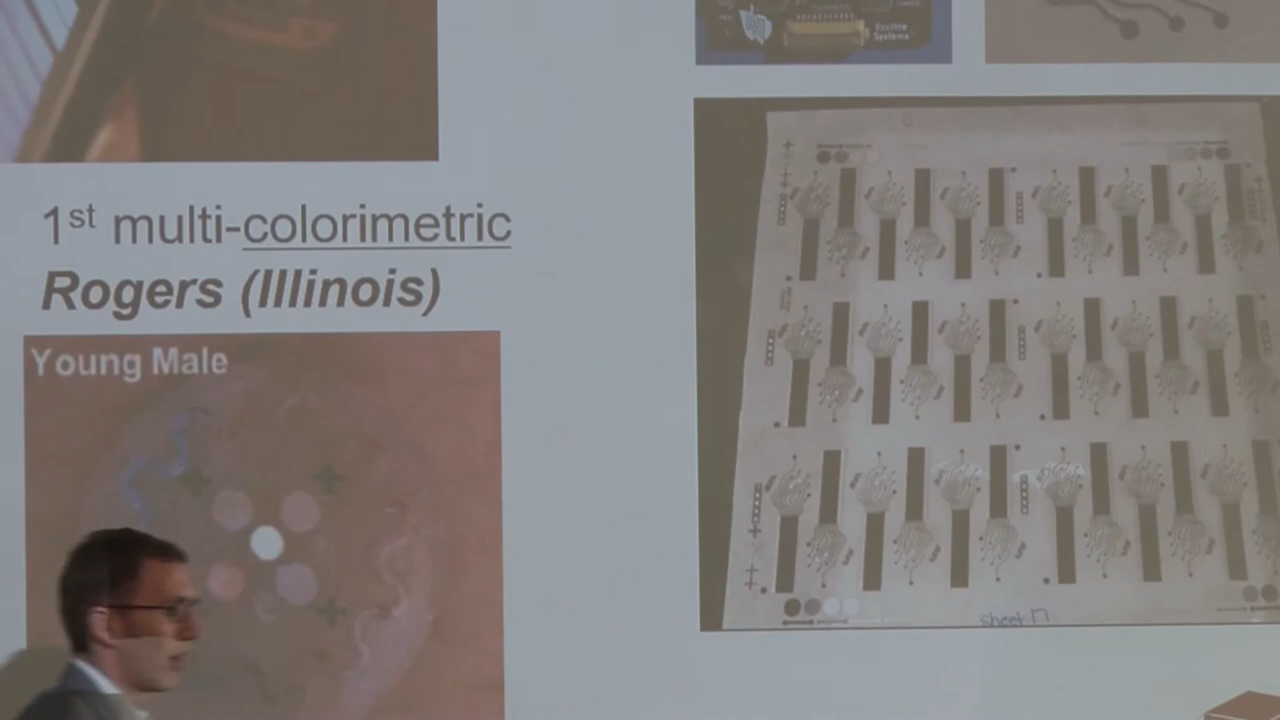 Eccrine
Systems
1st multi-colorimetric
Rogers (Illinois)
Young Male
sheet 17